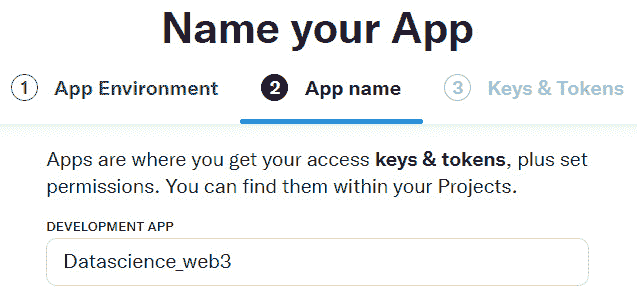 Name your App
1 App Environment 2 App name 3 Keys & Tokens
Apps are where you get your access keys & tokens, plus set
permissions. You can find them within your Projects.
DEVELOPMENT APP
Datascience_web3